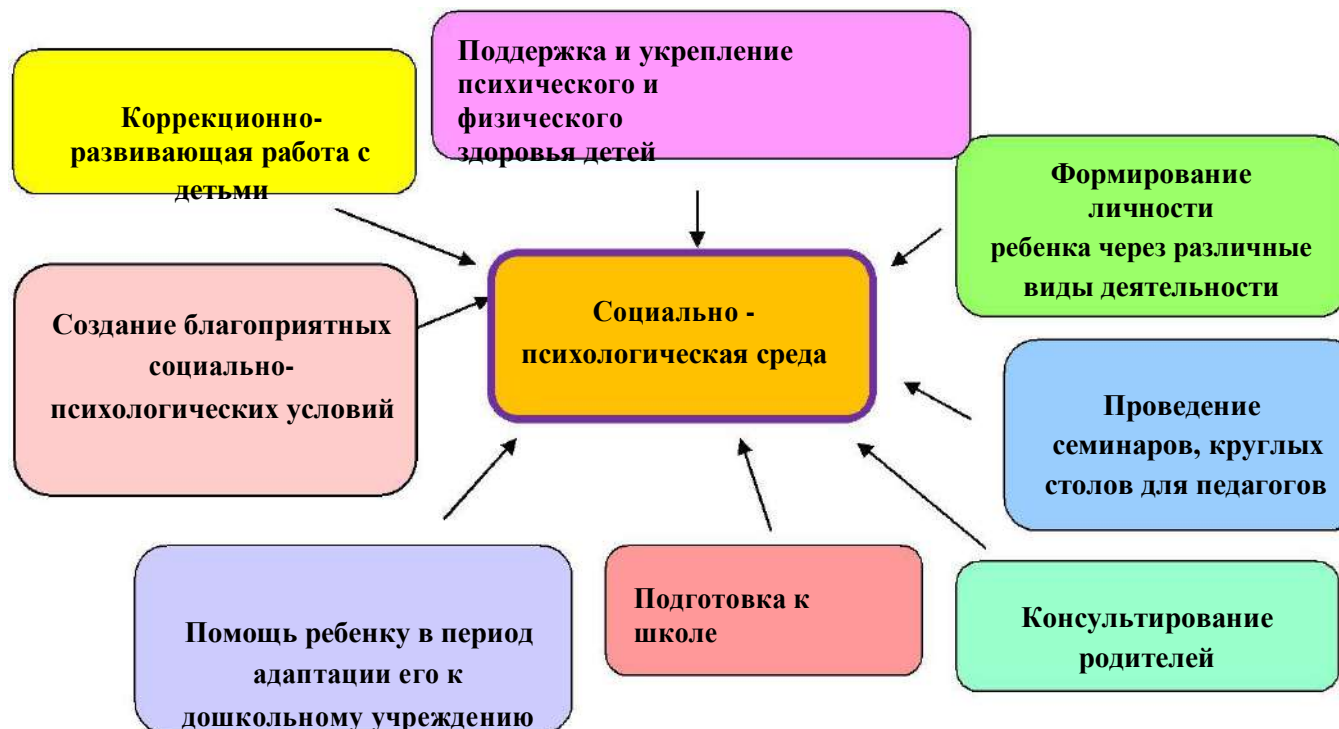 Поддержка и укрепление
психического и
физического
здоровья детей
Коррекционно-
развивающая работа с
детьми
Формирование
личности
ребенка через различные
виды деятельности
Создание благоприятных
социально-
психологических условий
Социально -
психологическая среда
Проведение
семинаров, круглых
столов для педагогов
Помощь ребенку в период
адаптации его к
дошкольному учреждению
Подготовка к
школе
Консультирование
родителей